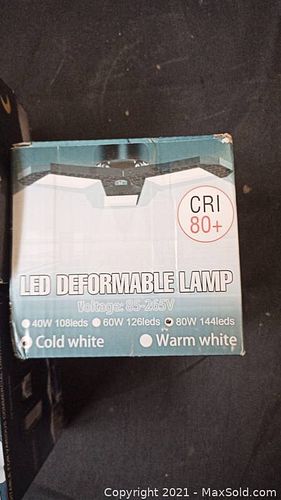 CRI
80+
LED DEFORMABLE LAMP
Voltage: 85-265V
40W 108leds 60W 126leds 80W 144leds
Cold white Warm white
Copyright © 2021 - MaxSold.com